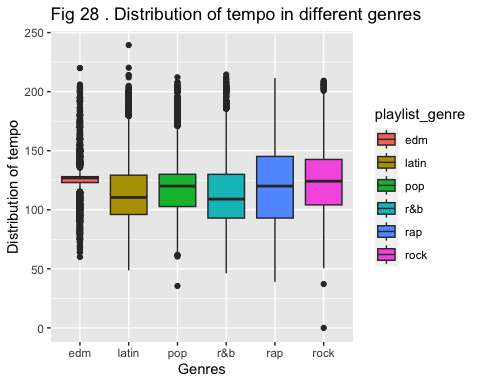 Fig 28 . Distribution of tempo in different genres
Distribution of tempo
250
200
150
100
50
0
edm latin pop r&b rap rock
Genres
playlist_genre
edm
latin
pop
r&b
rap
rock